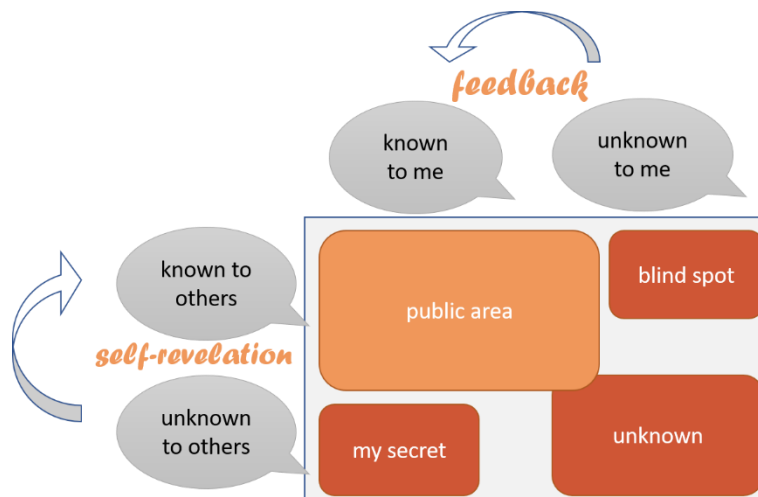 feedback
known
to me
unknown
to me
known to
others
public area
blind spot
self-revelation
unknown
to others
my secret
unknown